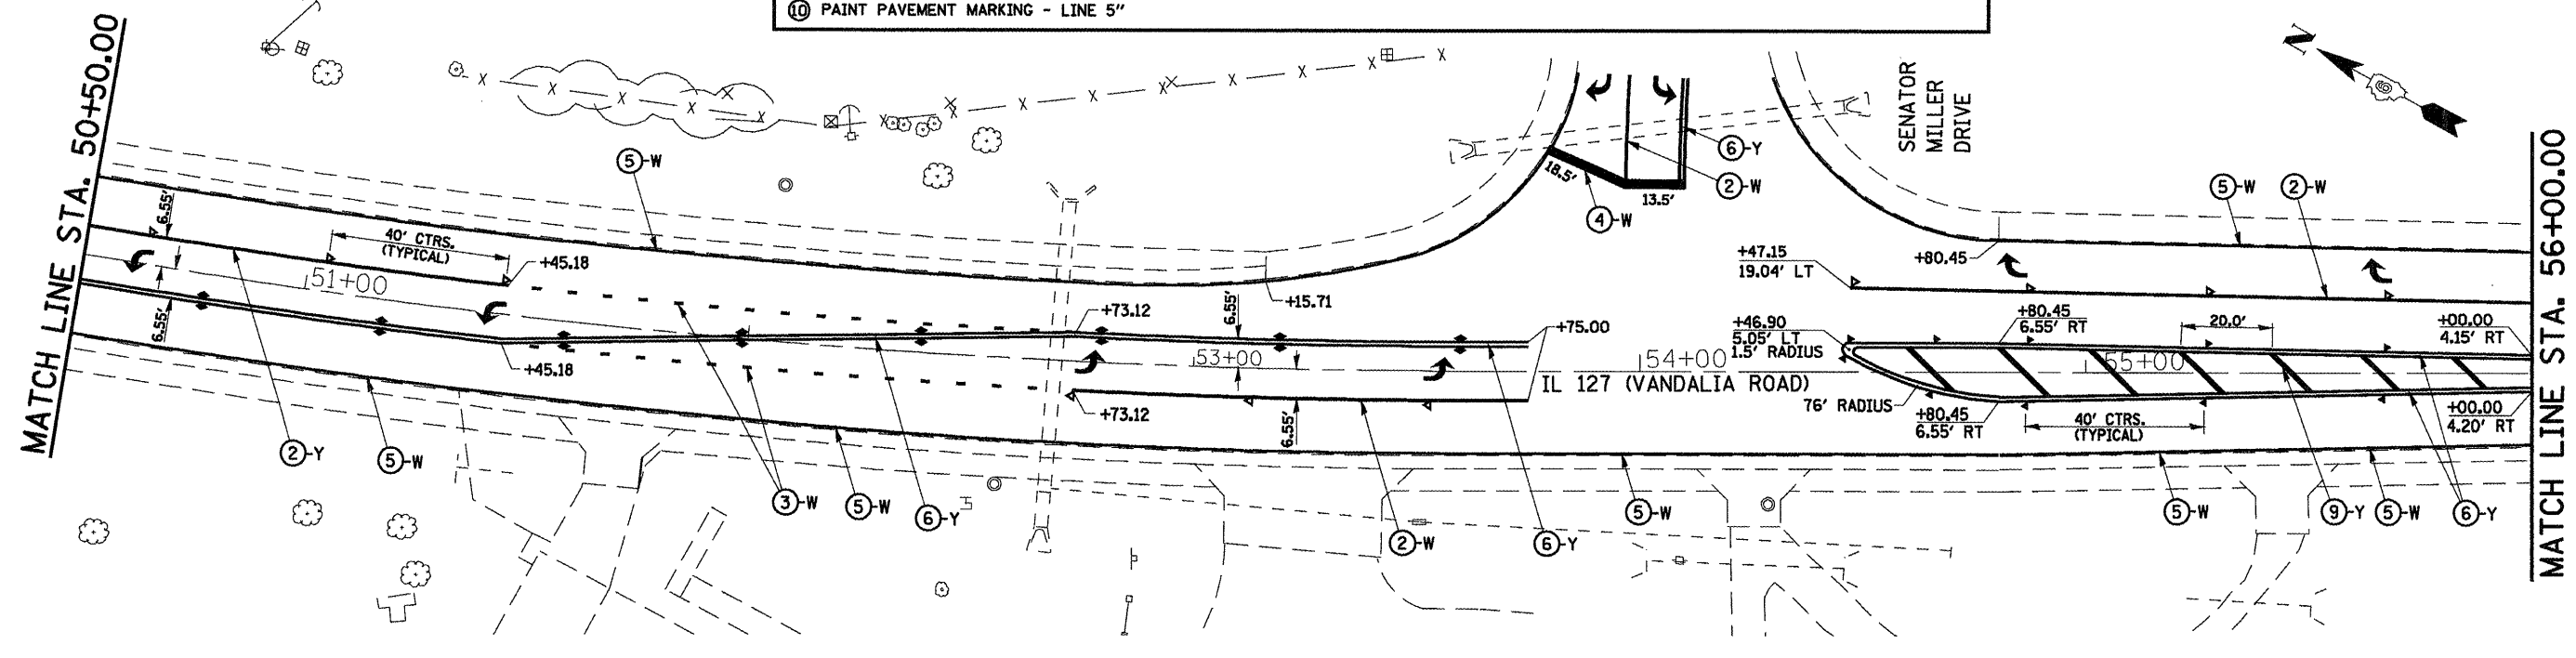 ⑩ PAINT PAVEMENT MARKING - LINE 5"
MATCH LINE STA. 50+50.00
6.55'
6.55'
40' CTRS.
(TYPICAL)
51+00
+45.18
+45.18
5-W
2-Y
5-W
3-W
5-W
6-Y
+73.12
+73.12
+15.71
6.55'
6.55'
53+00
2-W
6-Y
+75.00
18.5'
13.5'
4-W
6-Y
2-W
SENATOR
MILLER
DRIVE
N
54+00
IL 127 (VANDALIA ROAD)
5-W
+47.15
19.04' LT
+46.90
5.05' LT
1.5' RADIUS
76' RADIUS
+80.45
+80.45
6.55' RT
+80.45
6.55' RT
20.0'
55+00
40' CTRS.
(TYPICAL)
5-W
2-W
+00.00
4.15' RT
+00.00
4.20' RT
5-W
9-Y
5-W
6-Y
MATCH LINE STA. 56+00.00